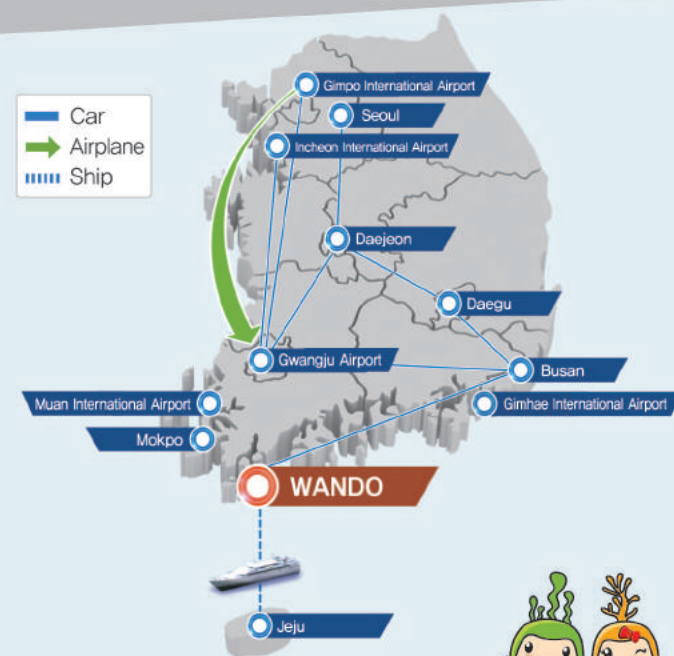 Gimpo International Airport
Car
Seoul
Airplane
Incheon International Airport
Ship
Daejeon
Daegu
Gwangju Airport
Busan
Muan International Airport
Gimhae International Airport
Mokpo
WANDO
Jeju